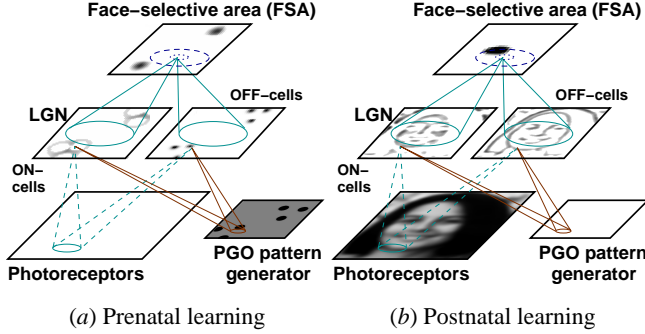 Face−selective area (FSA)
OFF−cells
LGN
ON−
cells
Photoreceptors
PGO pattern
generator
(a) Prenatal learning
Face−selective area (FSA)
OFF−cells
LGN
ON−
cells
Photoreceptors
PGO pattern
generator
(b) Postnatal learning